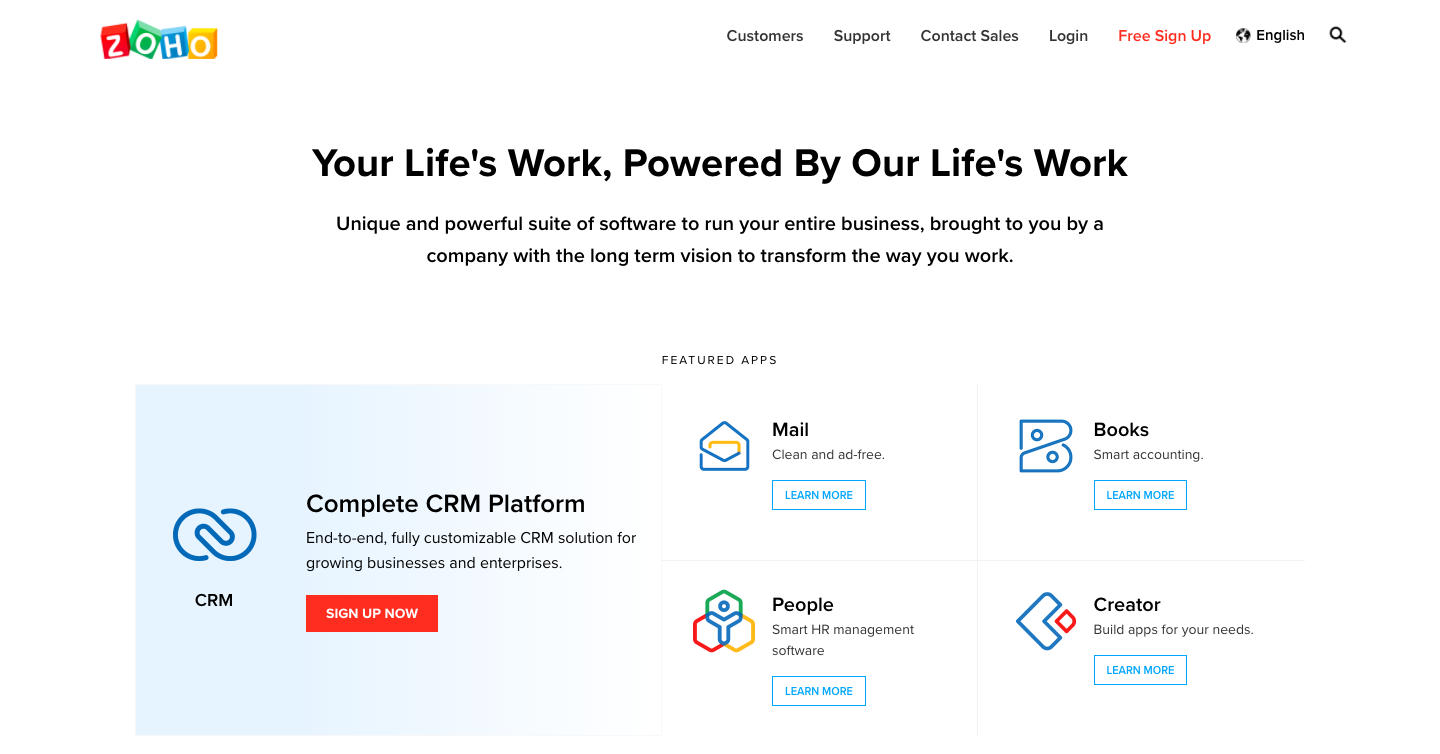 ZOHO
Customers
Support
Contact Sales
Login
Free Sign Up
English
Your Life's Work, Powered By Our Life's Work
Unique and powerful suite of software to run your entire business, brought to you by a
company with the long term vision to transform the way you work.
FEATURED APPS
CRM
Complete CRM Platform
End-to-end, fully customizable CRM solution for
growing businesses and enterprises.
SIGN UP NOW
Mail
Clean and ad-free.
LEARN MORE
Books
Smart accounting.
LEARN MORE
People
Smart HR management
software
LEARN MORE
Creator
Build apps for your needs.
LEARN MORE